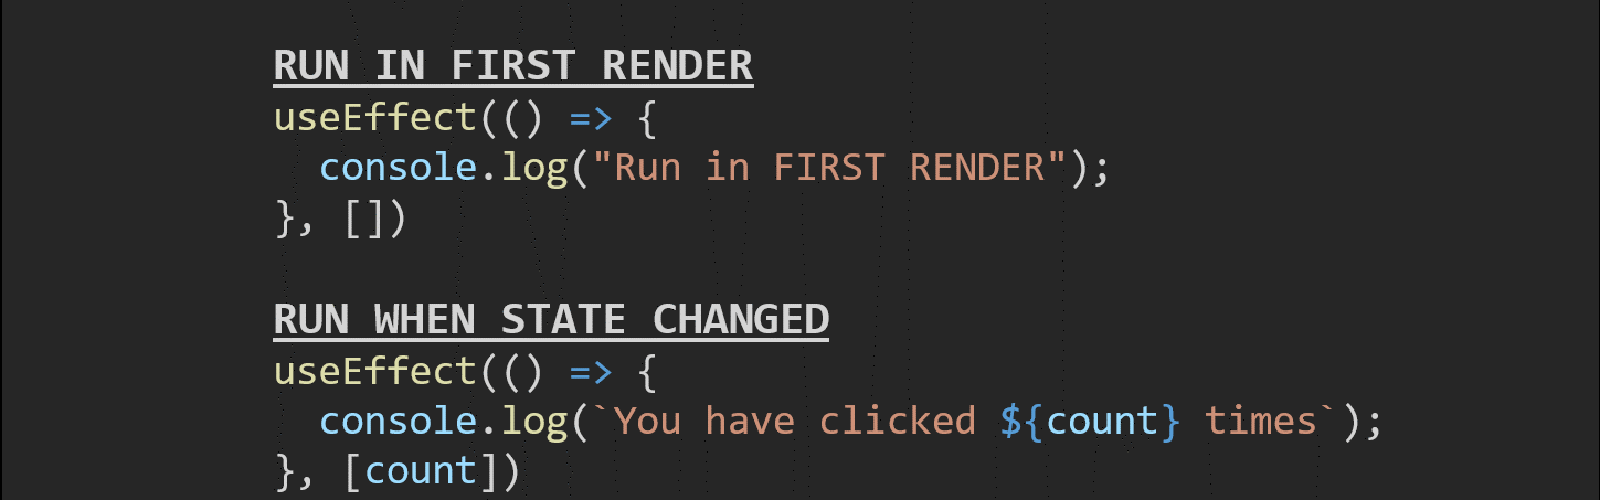 RUN IN FIRST RENDER
useEffect(() => {
  console.log("Run in FIRST RENDER");
}, [])
RUN WHEN STATE CHANGED
useEffect(() => {
  console.log(`You have clicked ${count} times`);
}, [count])